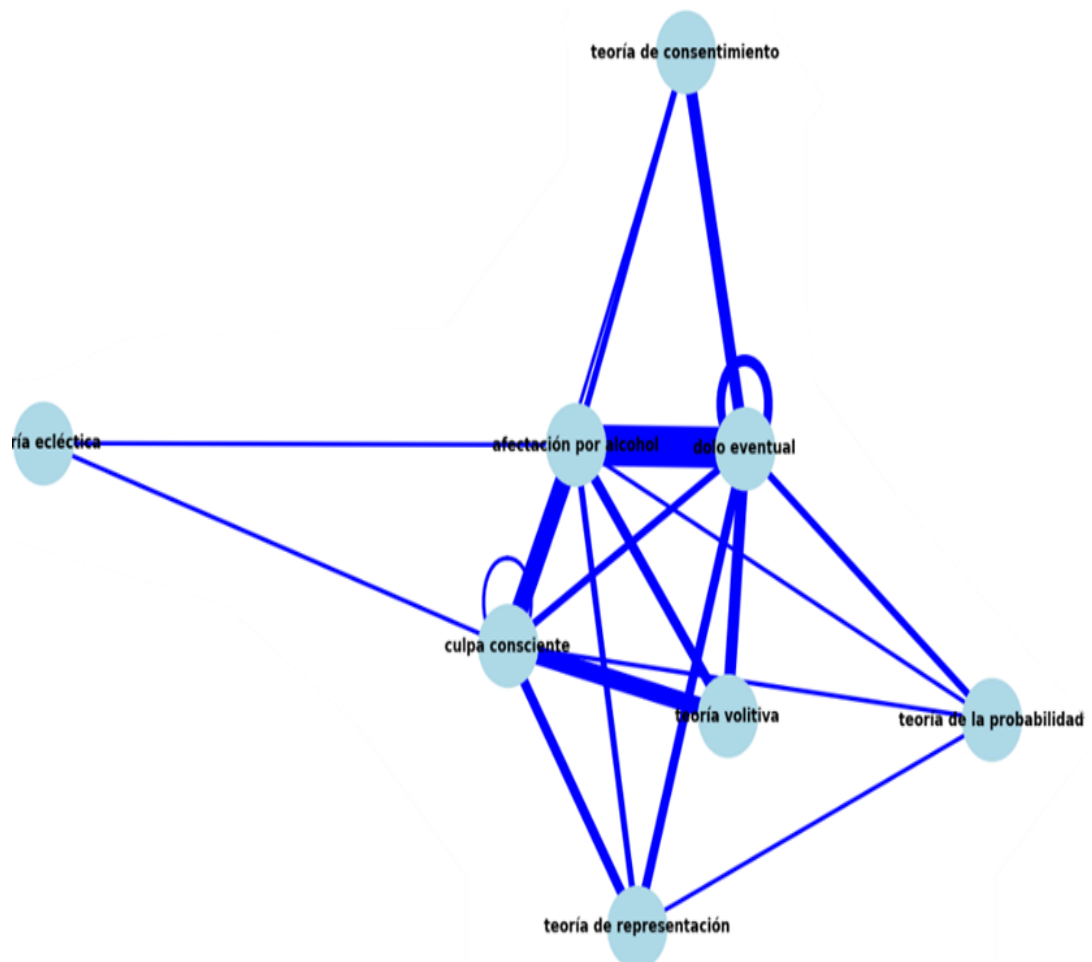 teoría de consentimiento
ría ecléctica
afectación por alcohol
dolo eventual
culpa consciente
teoría volitiva
teoría de la probabilidad
teoría de representación